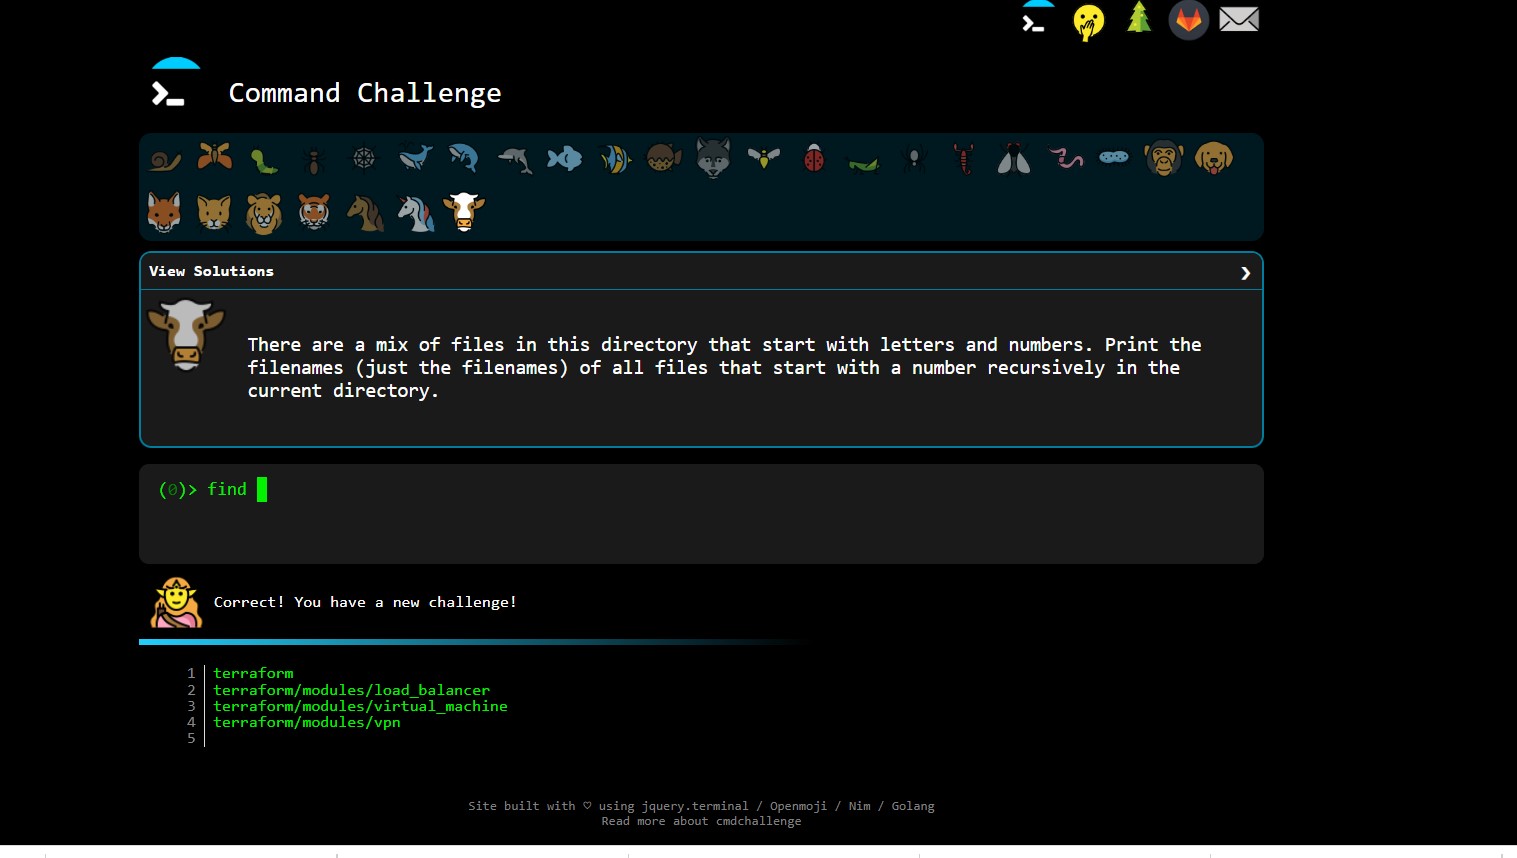 Command Challenge
View Solutions
There are a mix of files in this directory that start with letters and numbers. Print the
filenames (just the filenames) of all files that start with a number recursively in the
current directory.
(0)> find
Correct! You have a new challenge!
1 terraform
2 terraform/modules/load_balancer
3 terraform/modules/virtual_machine
4 terraform/modules/vpn
5
Site built with ♡ using jquery.terminal / Openmoji / Nim / Golang
Read more about cmdchallenge